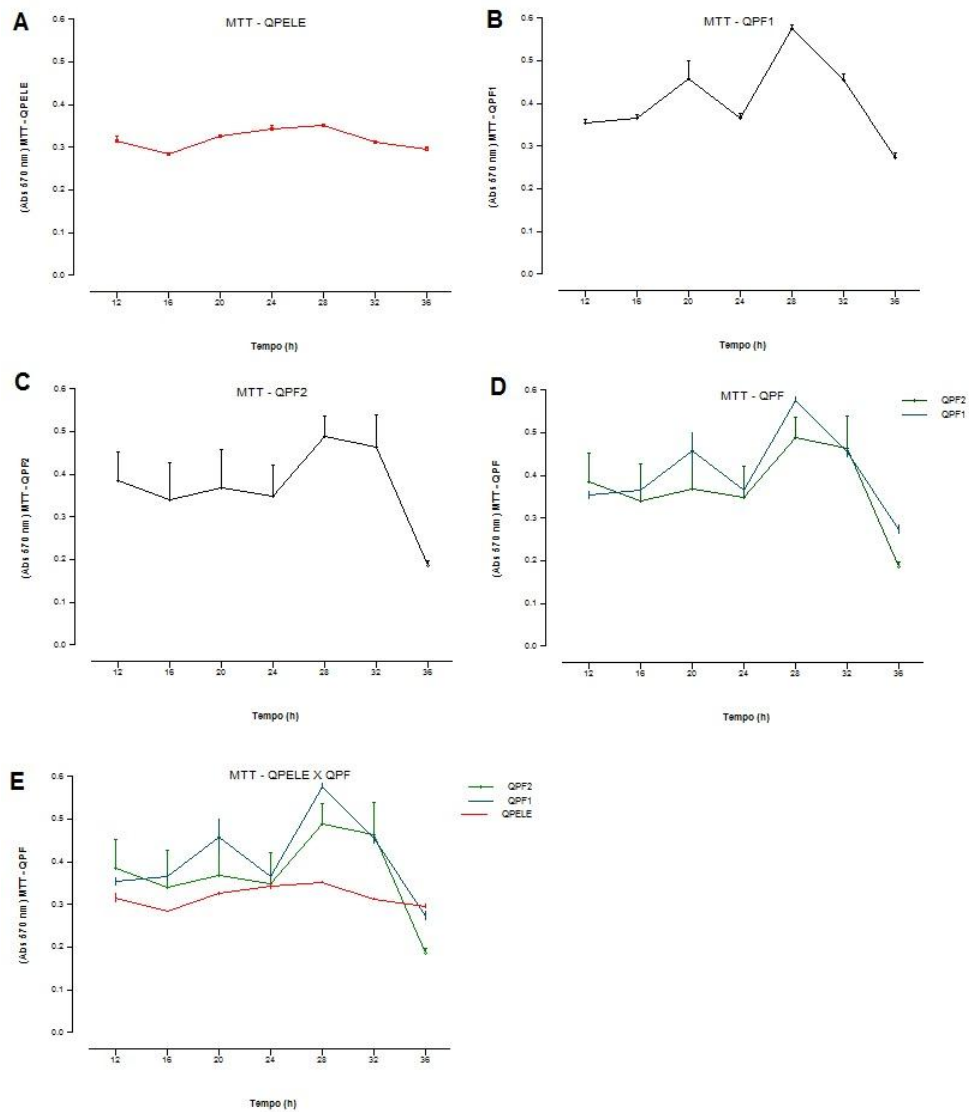 A
MTT - QPELE
(Abs 570 nm) MTT - QPELE
0.6
0.5
0.4
0.3
0.2
0.1
0.0
12 16 20 24 28 32 36
Tempo (h)
B
MTT - QPF1
(Abs 570 nm) MTT - QPF1
0.6
0.5
0.4
0.3
0.2
0.1
0.0
12 16 20 24 28 32 36
Tempo (h)
C
MTT - QPF2
(Abs 570 nm) MTT - QPF2
0.6
0.5
0.4
0.3
0.2
0.1
0.0
12 16 20 24 28 32 36
Tempo (h)
D
MTT - QPF
QPF2
QPF1
(Abs 570 nm) MTT - QPF
0.6
0.5
0.4
0.3
0.2
0.1
0.0
12 16 20 24 28 32 36
Tempo (h)
E
MTT - QPELE X QPF
QPF2
QPF1
QPELE
(Abs 570 nm) MTT - QPF
0.6
0.5
0.4
0.3
0.2
0.1
0.0
12 16 20 24 28 32 36
Tempo (h)